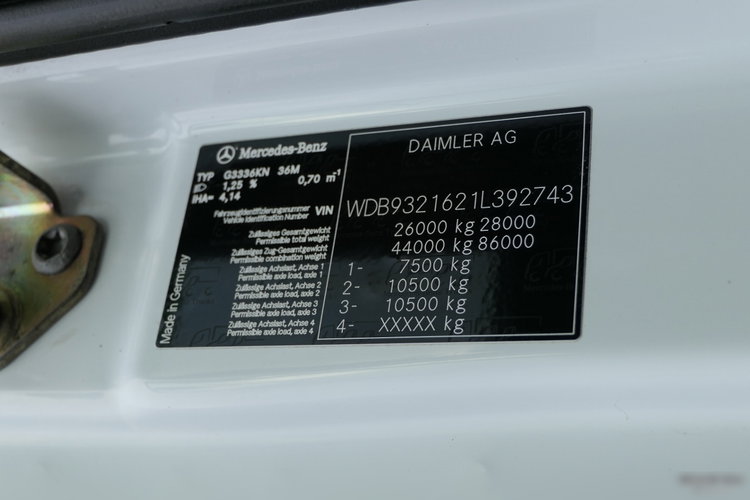 Mercedes-Benz
DAIMLER AG
TYP G3336KN 36M
1,25 % 0,70 m⁻¹
IHA= 4,14
Fahrzeugidentifizierungsnummer
Vehicle Identification Number VIN WDB9321621L392743
Zulässiges Gesamtgewicht
Permissible total weight 26000 kg 28000
Zulässiges Zug-Gesamtgewicht
Permissible combination weight 44000 kg 86000
Zulässige Achslast, Achse 1
Permissible axle load, axle 1 1- 7500 kg
Zulässige Achslast, Achse 2
Permissible axle load, axle 2 2- 10500 kg
Zulässige Achslast, Achse 3
Permissible axle load, axle 3 3- 10500 kg
Zulässige Achslast, Achse 4
Permissible axle load, axle 4 4- XXXXX kg
Made in Germany